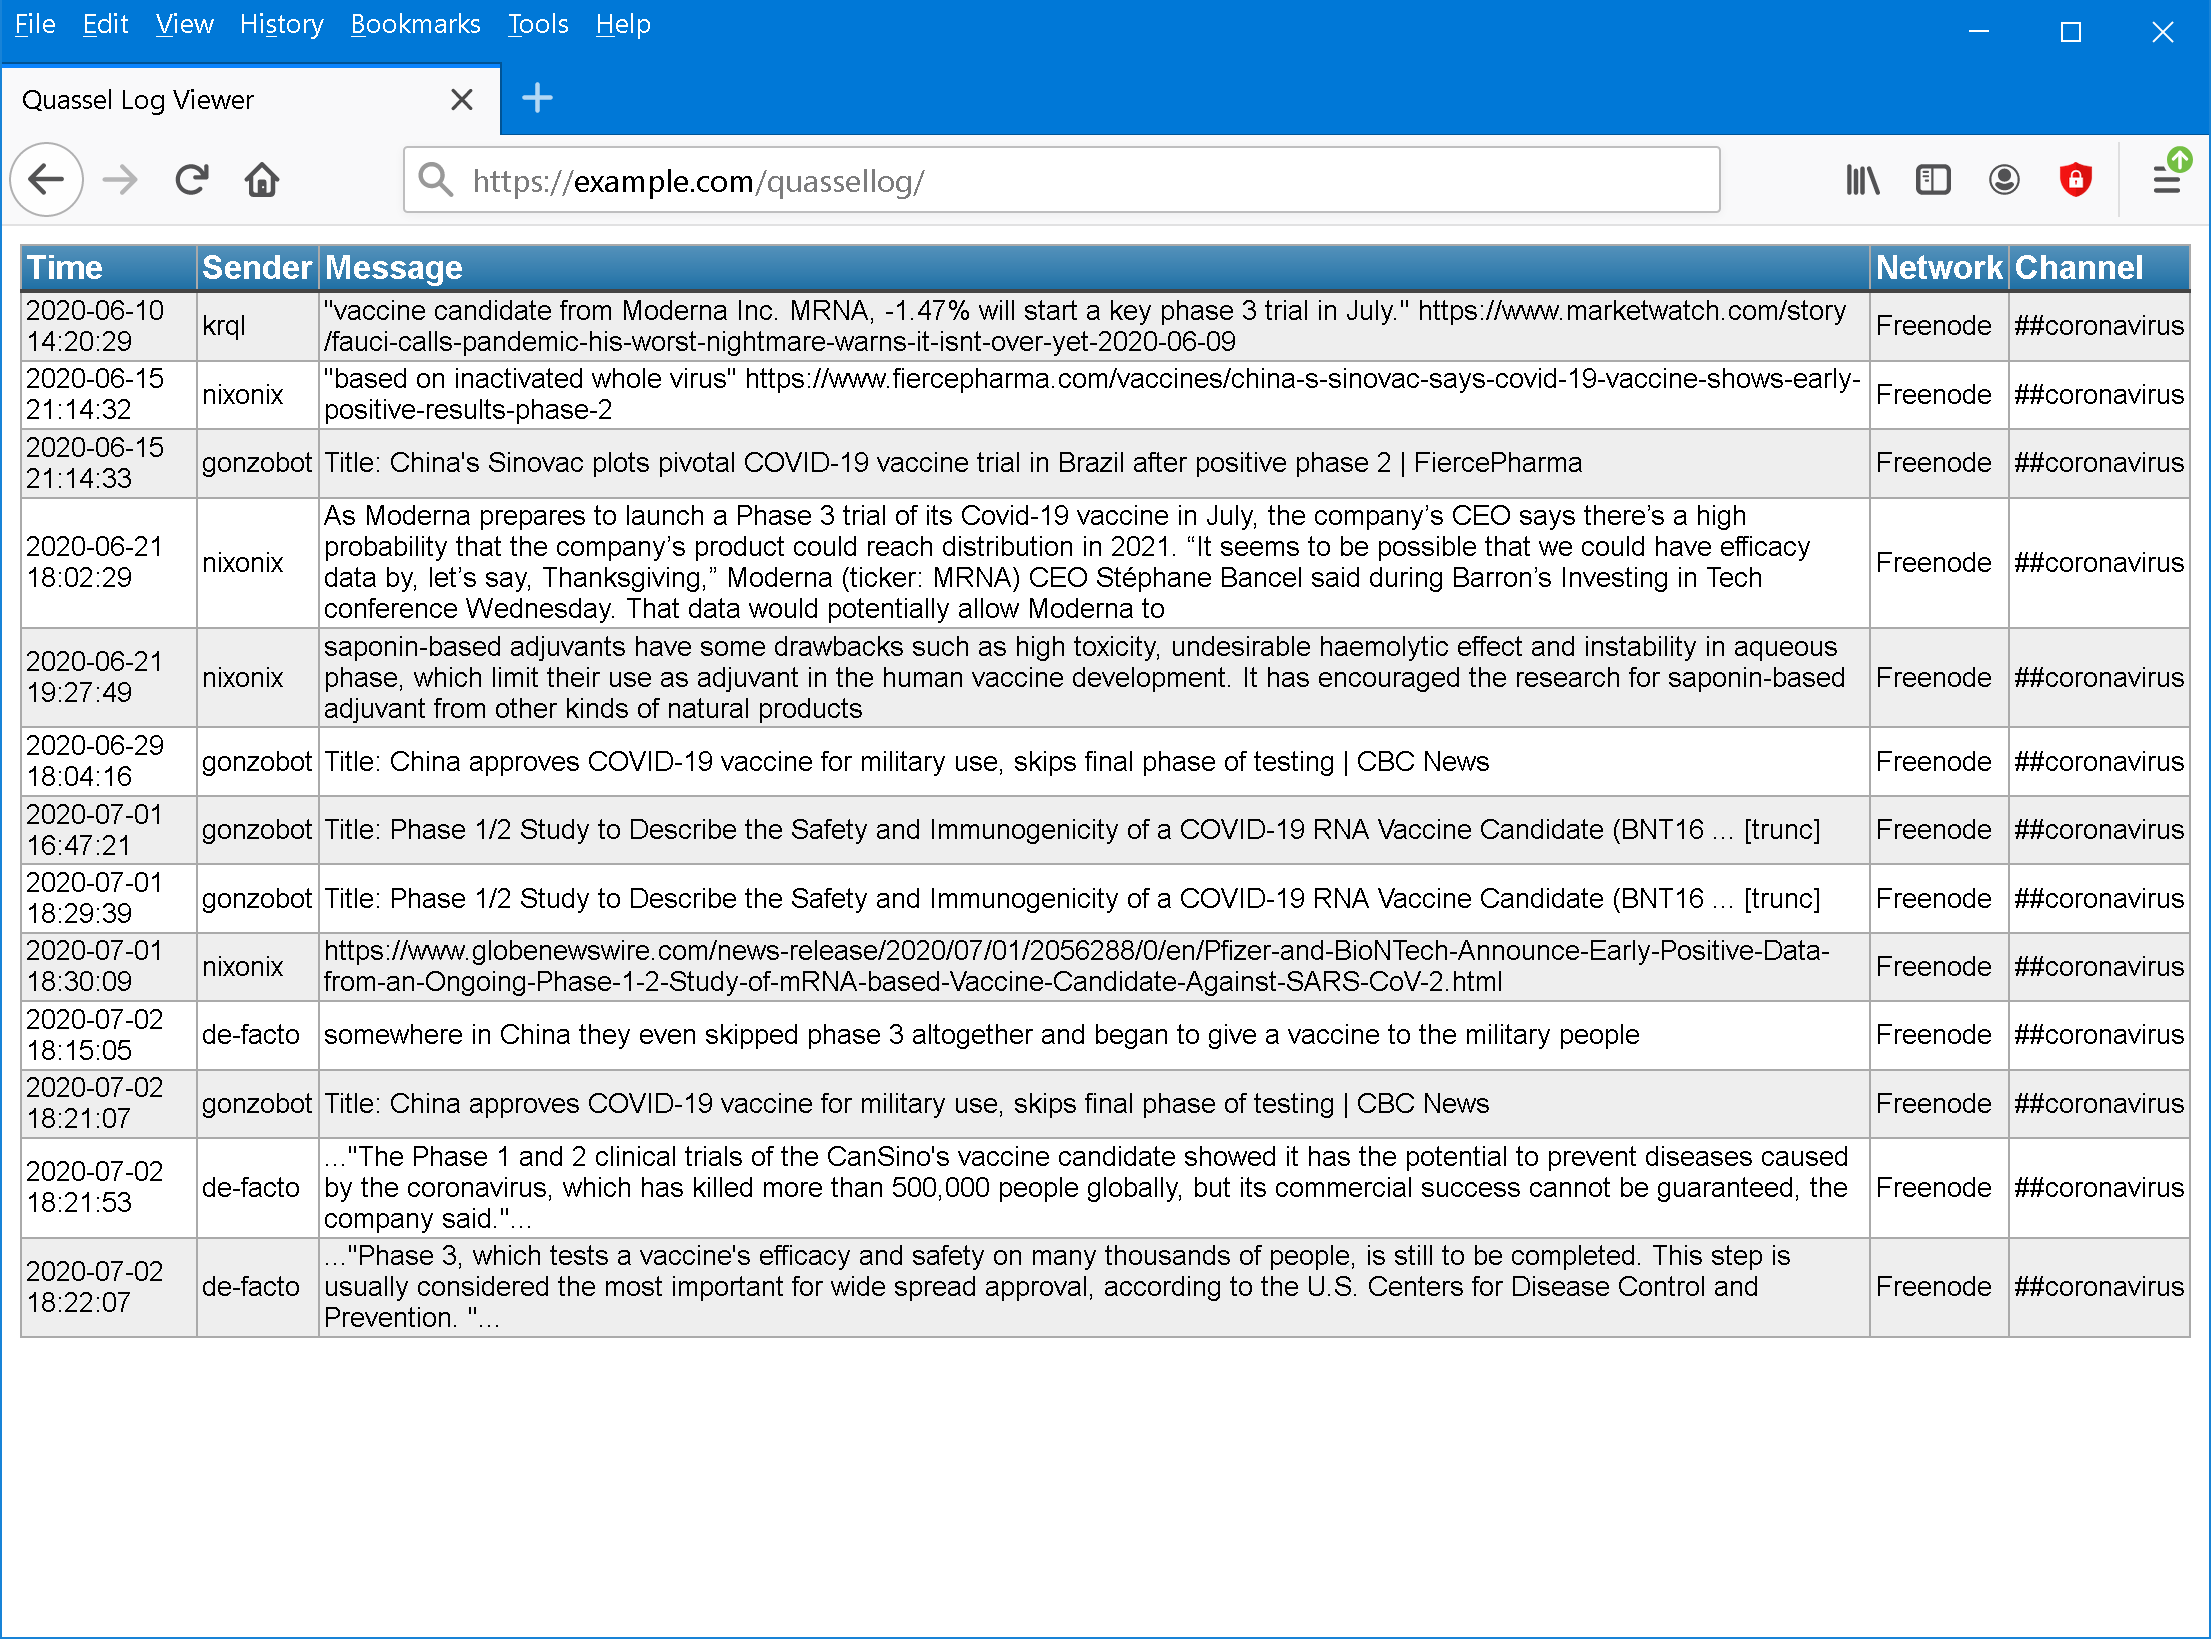 File Edit View History Bookmarks Tools Help
Quassel Log Viewer
https://example.com/quassellog/
Time Sender Message Network Channel
2020-06-10
14:20:29
krql
"vaccine candidate from Moderna Inc. MRNA, -1.47% will start a key phase 3 trial in July." https://www.marketwatch.com/story
/fauci-calls-pandemic-his-worst-nightmare-warns-it-isnt-over-yet-2020-06-09
Freenode
##coronavirus
2020-06-15
21:14:32
nixonix
"based on inactivated whole virus" https://www.fiercepharma.com/vaccines/china-s-sinovac-says-covid-19-vaccine-shows-early-
positive-results-phase-2
Freenode
##coronavirus
2020-06-15
21:14:33
gonzobot
Title: China's Sinovac plots pivotal COVID-19 vaccine trial in Brazil after positive phase 2 | FiercePharma
Freenode
##coronavirus
2020-06-21
18:02:29
nixonix
As Moderna prepares to launch a Phase 3 trial of its Covid-19 vaccine in July, the company’s CEO says there’s a high
probability that the company’s product could reach distribution in 2021. “It seems to be possible that we could have efficacy
data by, let’s say, Thanksgiving,” Moderna (ticker: MRNA) CEO Stéphane Bancel said during Barron’s Investing in Tech
conference Wednesday. That data would potentially allow Moderna to
Freenode
##coronavirus
2020-06-21
19:27:49
nixonix
saponin-based adjuvants have some drawbacks such as high toxicity, undesirable haemolytic effect and instability in aqueous
phase, which limit their use as adjuvant in the human vaccine development. It has encouraged the research for saponin-based
adjuvant from other kinds of natural products
Freenode
##coronavirus
2020-06-29
18:04:16
gonzobot
Title: China approves COVID-19 vaccine for military use, skips final phase of testing | CBC News
Freenode
##coronavirus
2020-07-01
16:47:21
gonzobot
Title: Phase 1/2 Study to Describe the Safety and Immunogenicity of a COVID-19 RNA Vaccine Candidate (BNT16 ... [trunc]
Freenode
##coronavirus
2020-07-01
18:29:39
gonzobot
Title: Phase 1/2 Study to Describe the Safety and Immunogenicity of a COVID-19 RNA Vaccine Candidate (BNT16 ... [trunc]
Freenode
##coronavirus
2020-07-01
18:30:09
nixonix
https://www.globenewswire.com/news-release/2020/07/01/2056288/0/en/Pfizer-and-BioNTech-Announce-Early-Positive-Data-
from-an-Ongoing-Phase-1-2-Study-of-mRNA-based-Vaccine-Candidate-Against-SARS-CoV-2.html
Freenode
##coronavirus
2020-07-02
18:15:05
de-facto
somewhere in China they even skipped phase 3 altogether and began to give a vaccine to the military people
Freenode
##coronavirus
2020-07-02
18:21:07
gonzobot
Title: China approves COVID-19 vaccine for military use, skips final phase of testing | CBC News
Freenode
##coronavirus
2020-07-02
18:21:53
de-facto
..."The Phase 1 and 2 clinical trials of the CanSino's vaccine candidate showed it has the potential to prevent diseases caused
by the coronavirus, which has killed more than 500,000 people globally, but its commercial success cannot be guaranteed, the
company said."...
Freenode
##coronavirus
2020-07-02
18:22:07
de-facto
..."Phase 3, which tests a vaccine's efficacy and safety on many thousands of people, is still to be completed. This step is
usually considered the most important for wide spread approval, according to the U.S. Centers for Disease Control and
Prevention. "...
Freenode
##coronavirus